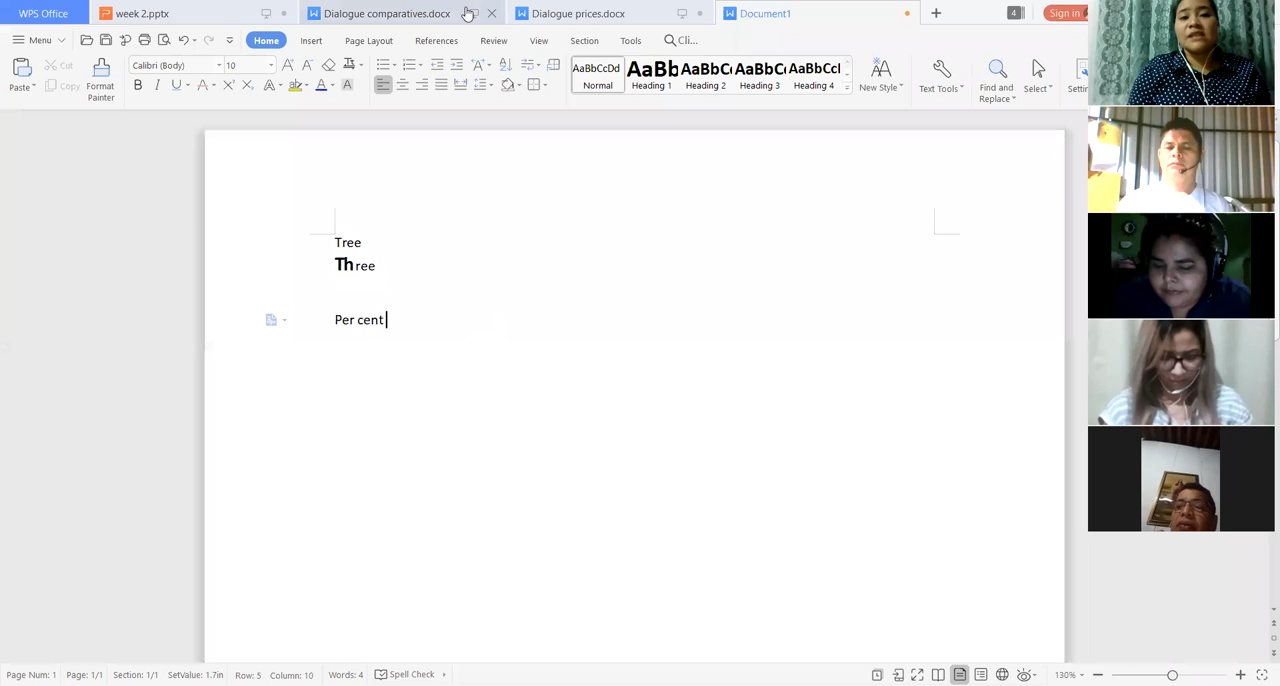 WPS Office
week 2.pptx
Dialogue comparatives.docx
Dialogue prices.docx
Document1
4
Sign in
Menu
Home
Insert
Page Layout
References
Review
View
Section
Tools
Cli...
Paste
Cut
Copy
Format Painter
Calibri (Body)
10
AaBbCcDd
Normal
AaBb
Heading 1
AaBbC
Heading 2
AaBbC
Heading 3
AaBbCcI
Heading 4
New Style
Text Tools
Find and Replace
Select
Tree
Three
Per cent
Page Num: 1
Page: 1/1
Section: 1/1
SetValue: 1.7in
Row: 5
Column: 10
Words: 4
Spell Check
130%